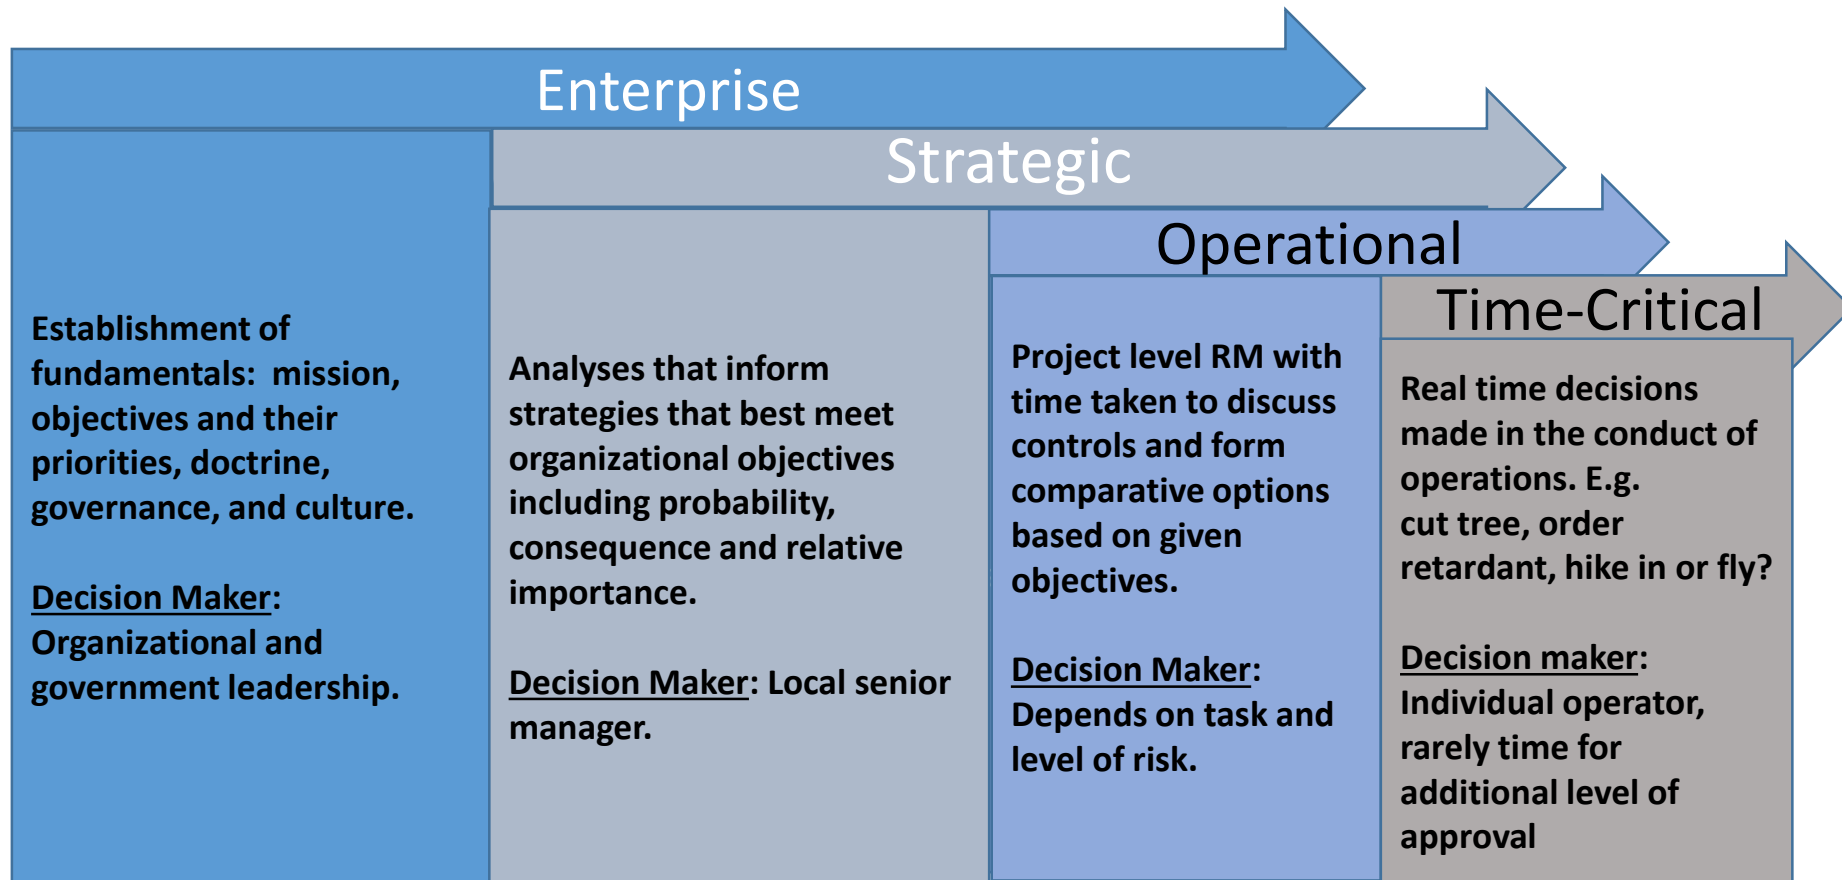 Enterprise
Strategic
Operational
Time-Critical
Establishment of
fundamentals:  mission,
objectives and their
priorities, doctrine,
governance, and culture.
Decision Maker:
Organizational and
government leadership.
Analyses that inform
strategies that best meet
organizational objectives
including probability,
consequence and relative
importance.
Decision Maker: Local senior
manager.
Project level RM with
time taken to discuss
controls and form
comparative options
based on given
objectives.
Decision Maker:
Depends on task and
level of risk.
Real time decisions
made in the conduct of
operations. E.g.
cut tree, order
retardant, hike in or fly?
Decision maker:
Individual operator,
rarely time for
additional level of
approval